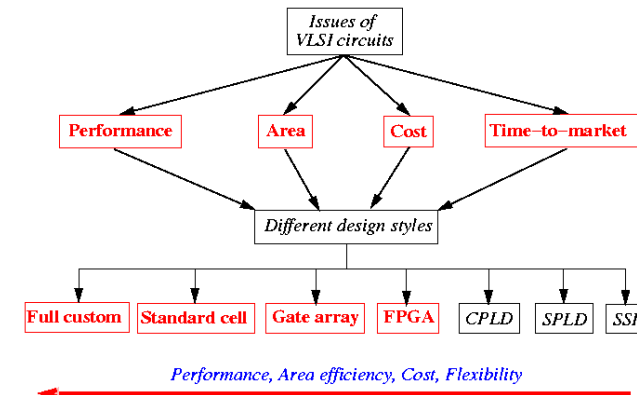 Issues of
VLSI circuits
Performance
Area
Cost
Time-to-market
Different design styles
Full custom
Standard cell
Gate array
FPGA
CPLD
SPLD
Performance, Area efficiency, Cost, Flexibility